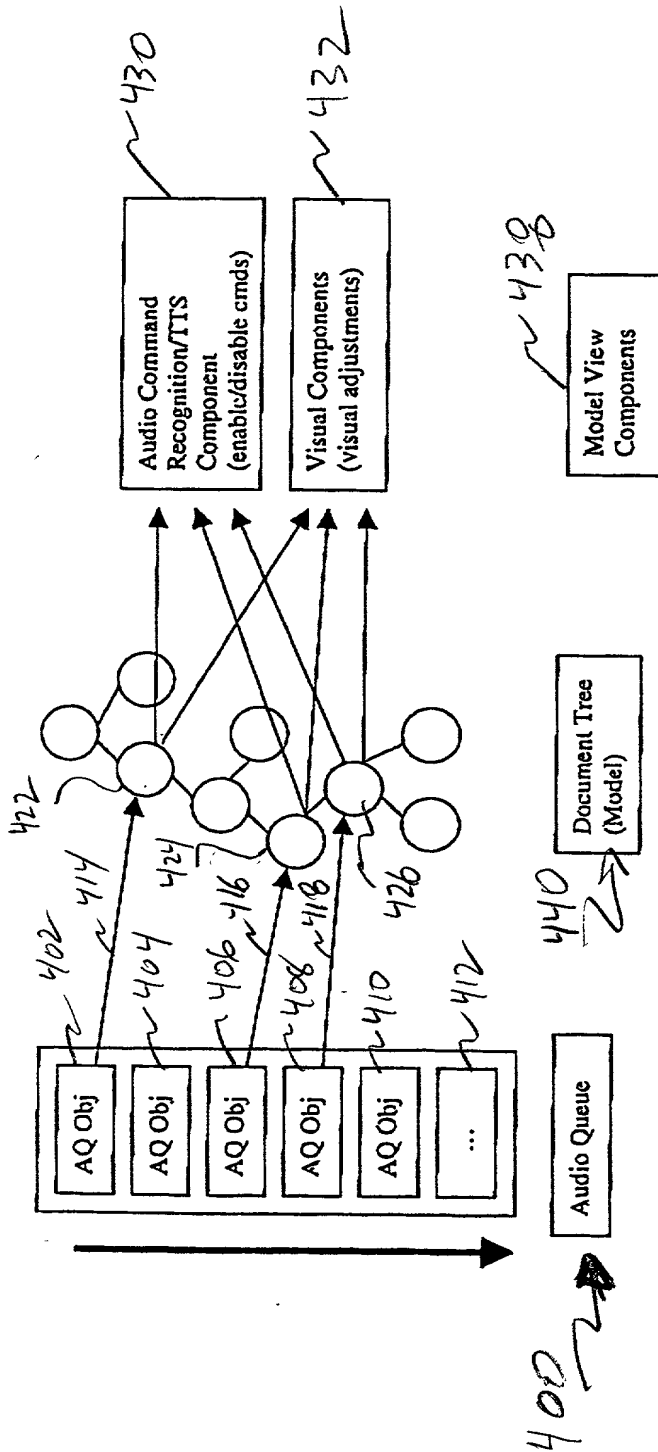 402
414
422
AQ Obj
404
AQ Obj
424
416
406
AQ Obj
418
408
AQ Obj
426
410
AQ Obj
412
...
Audio Command
Recognition/TTS
Component
(enable/disable cmds)
430
Visual Components
(visual adjustments)
432
400
Audio Queue
440
Document Tree
(Model)
438
Model View
Components